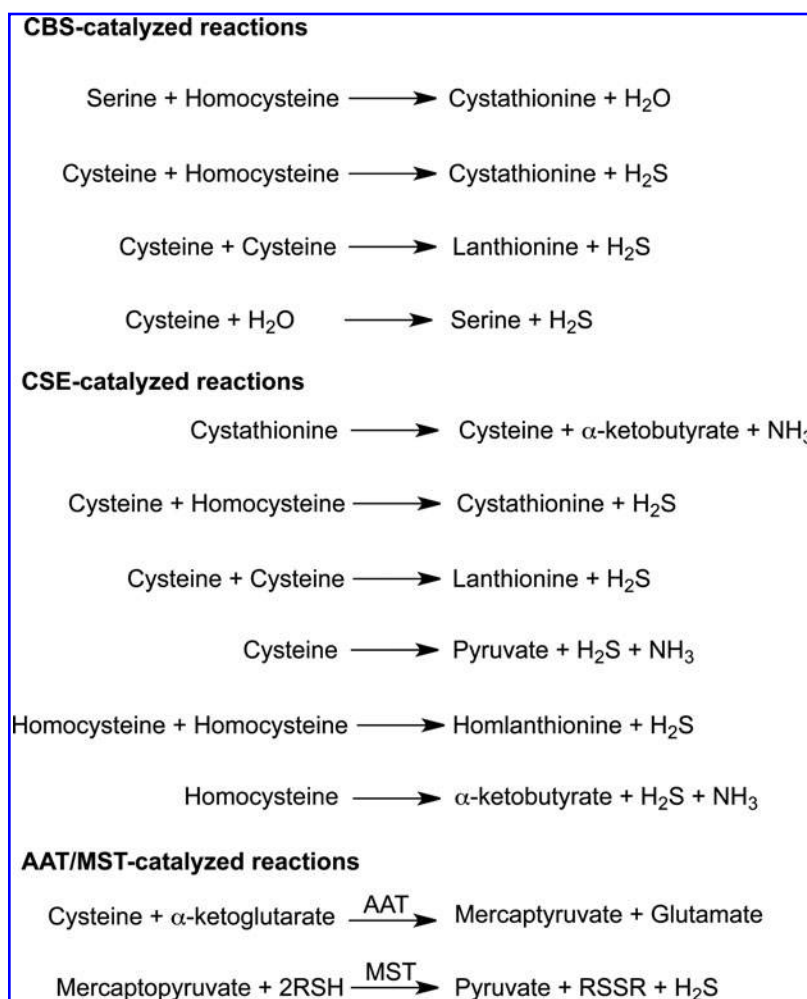 CBS-catalyzed reactions
Serine + Homocysteine ⟶ Cystathionine + H₂O
Cysteine + Homocysteine ⟶ Cystathionine + H₂S
Cysteine + Cysteine ⟶ Lanthionine + H₂S
Cysteine + H₂O ⟶ Serine + H₂S
CSE-catalyzed reactions
Cystathionine ⟶ Cysteine + α-ketobutyrate + NH₃
Cysteine + Homocysteine ⟶ Cystathionine + H₂S
Cysteine + Cysteine ⟶ Lanthionine + H₂S
Cysteine ⟶ Pyruvate + H₂S + NH₃
Homocysteine + Homocysteine ⟶ Homlanthionine + H₂S
Homocysteine ⟶ α-ketobutyrate + H₂S + NH₃
AAT/MST-catalyzed reactions
Cysteine + α-ketoglutarate AAT ⟶ Mercaptyruvate + Glutamate
Mercaptopyruvate + 2RSH MST ⟶ Pyruvate + RSSR + H₂S